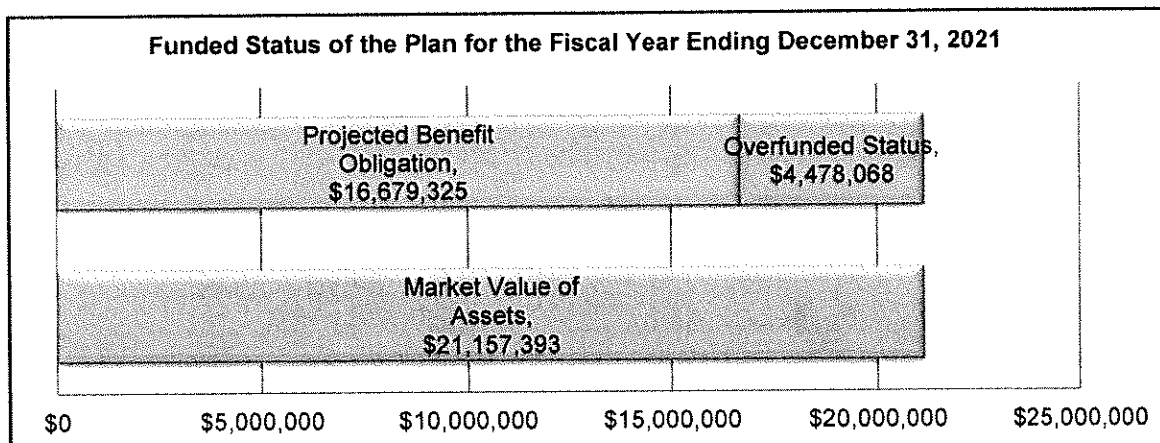 Funded Status of the Plan for the Fiscal Year Ending December 31, 2021
Projected Benefit
Obligation,
$16,679,325
Overfunded Status,
$4,478,068
Market Value of
Assets,
$21,157,393
$0 $5,000,000 $10,000,000 $15,000,000 $20,000,000 $25,000,000